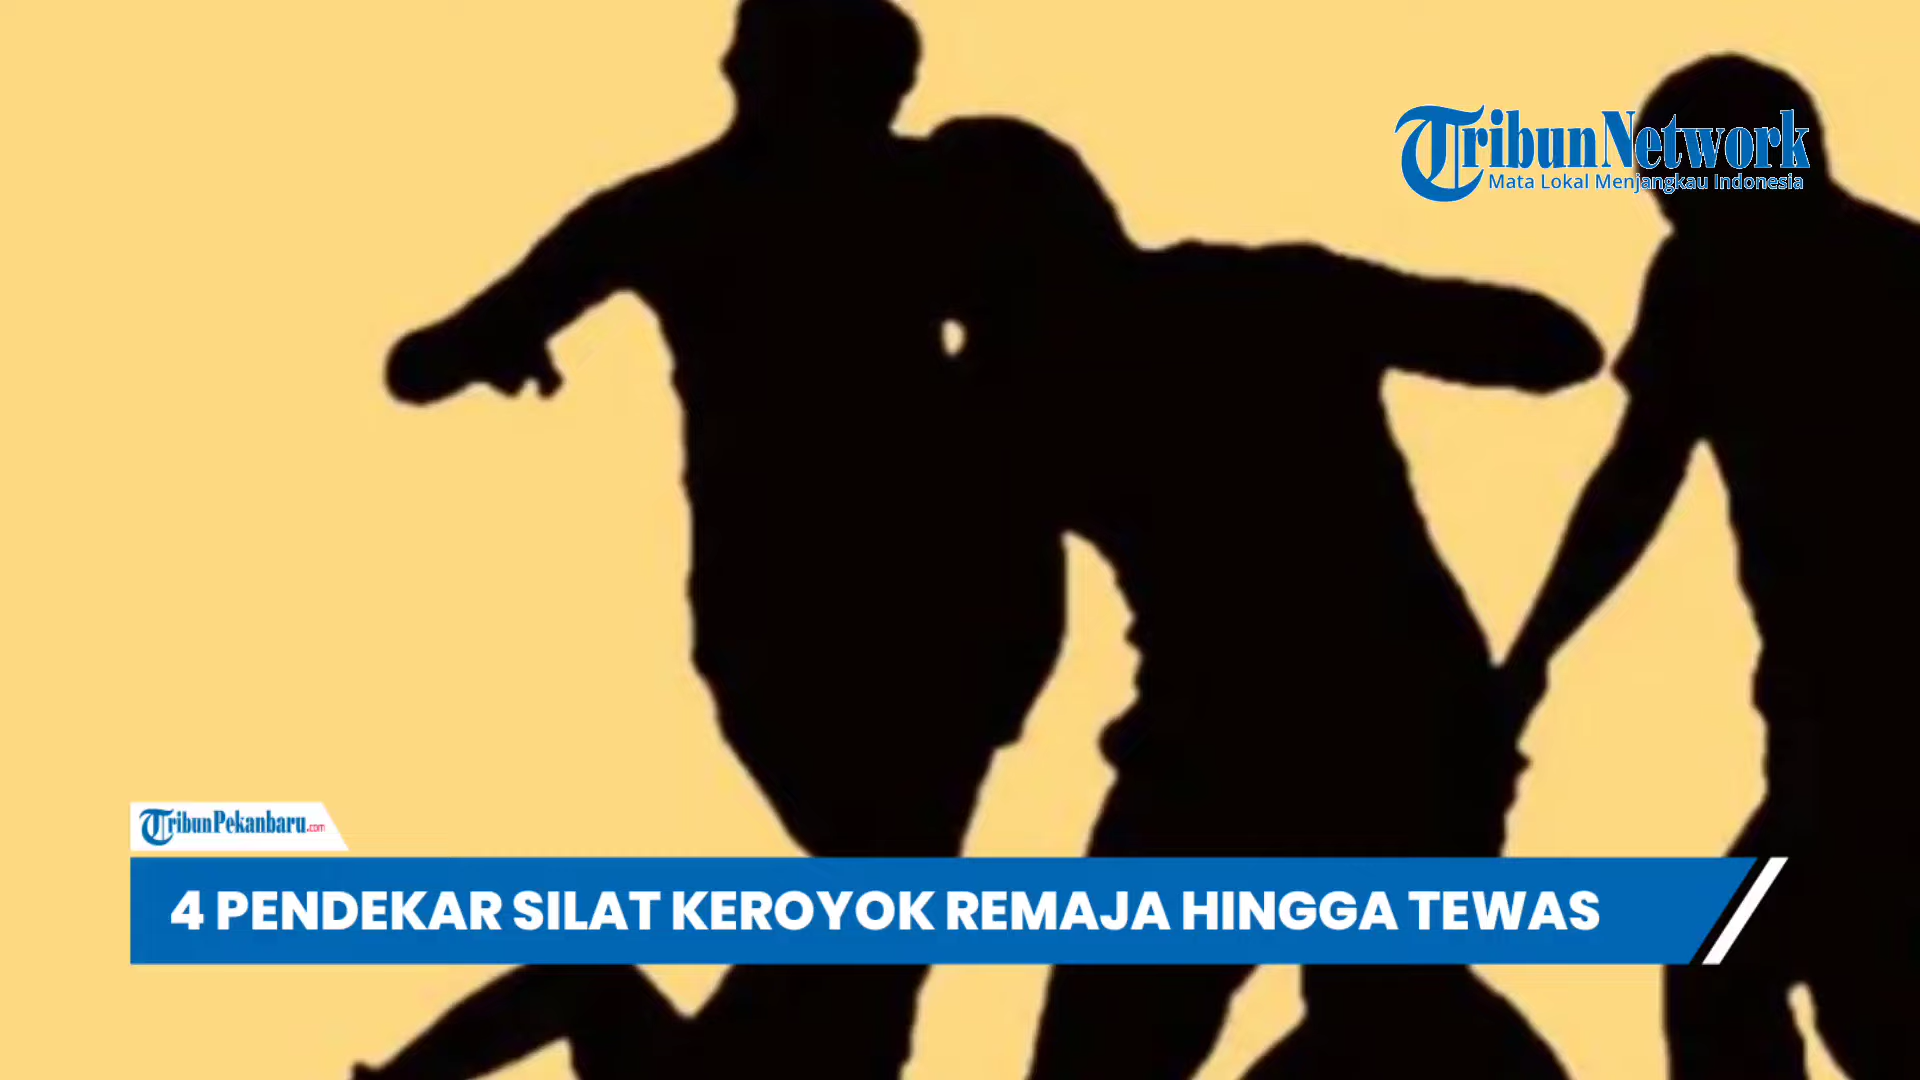 TribunNetwork
Mata Lokal Menjangkau Indonesia
TribunPekanbaru.com
4 PENDEKAR SILAT KEROYOK REMAJA HINGGA TEWAS